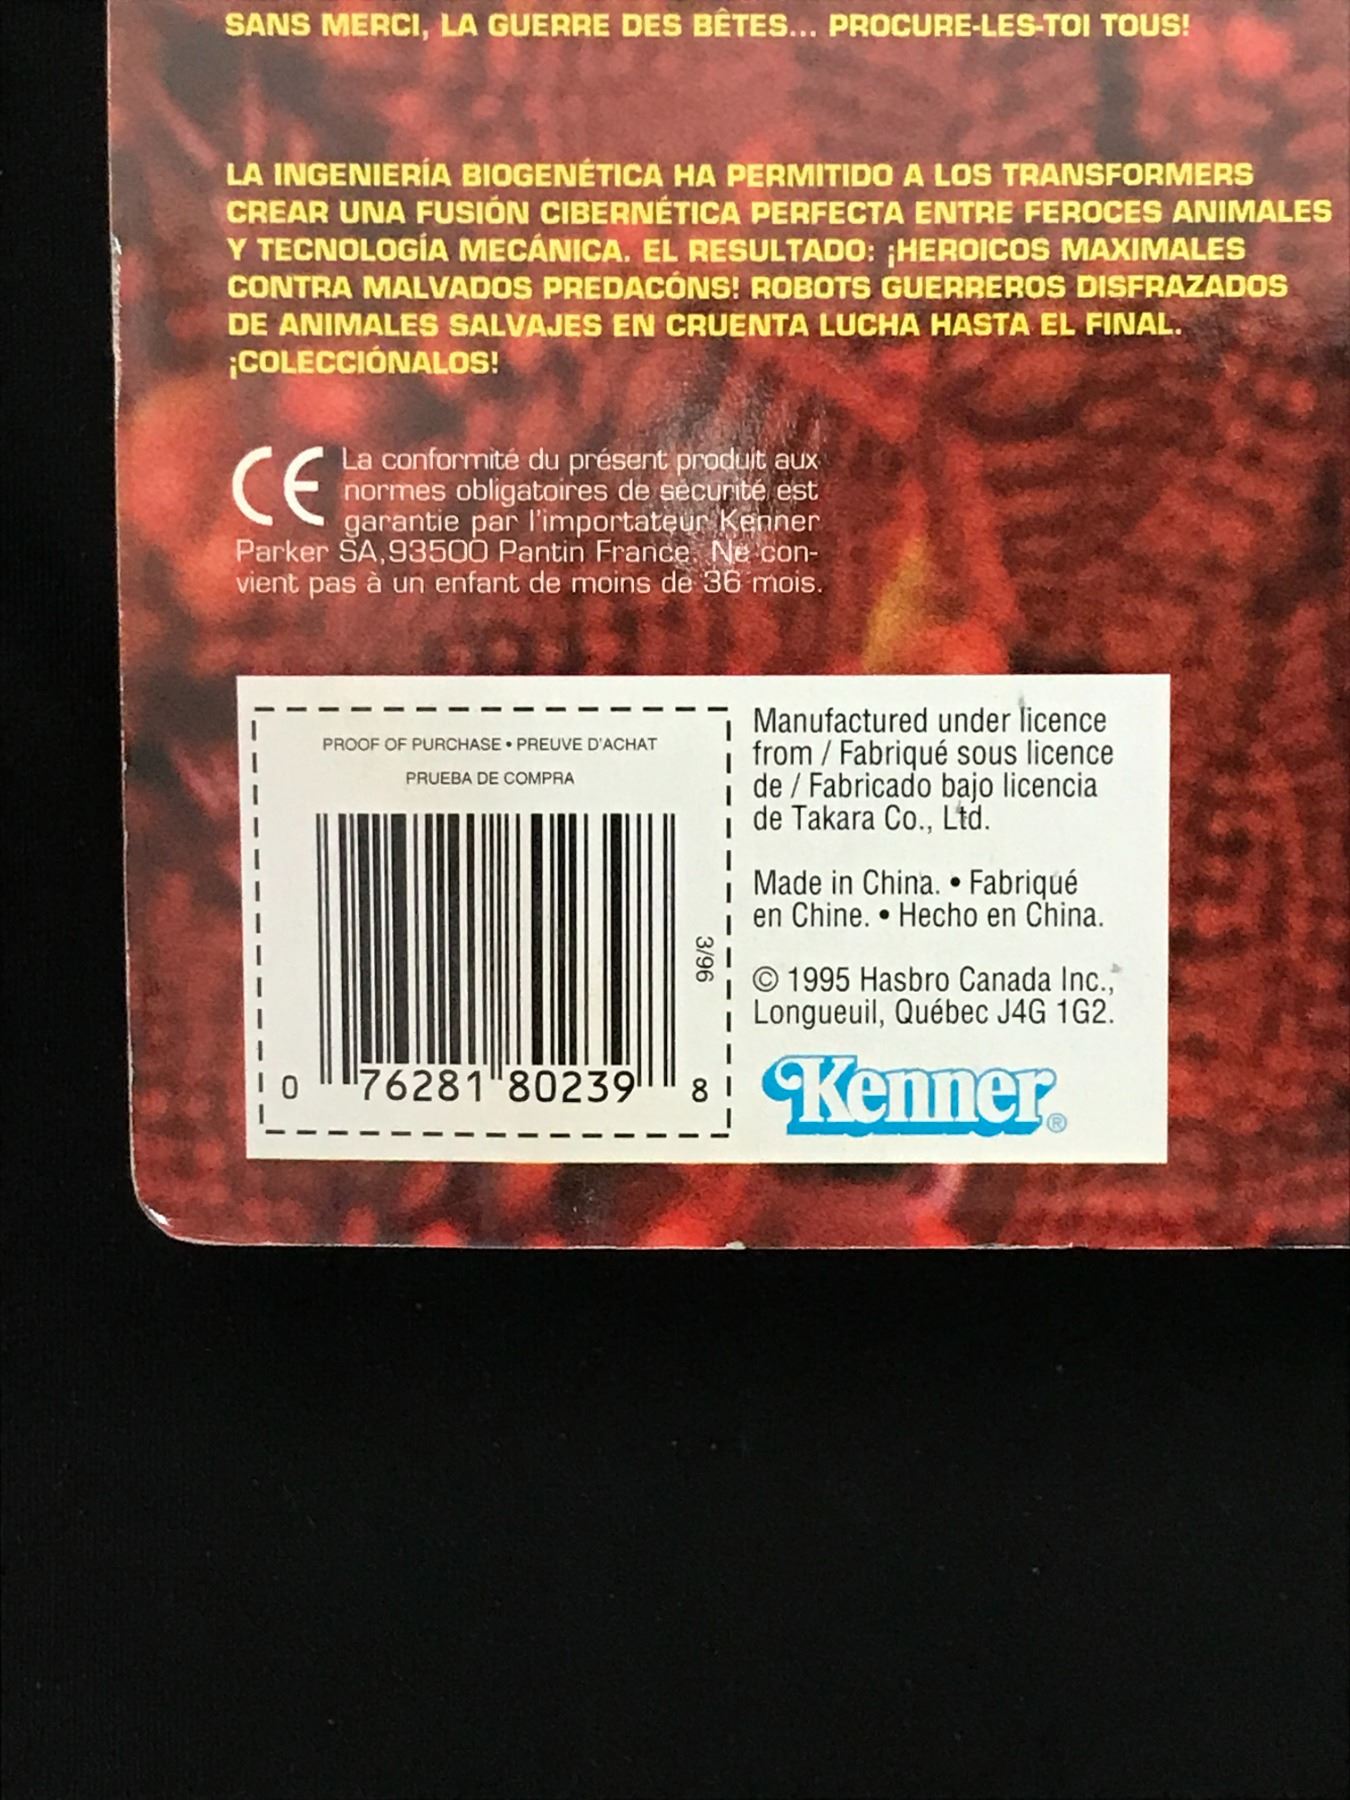 SANS MERCI, LA GUERRE DES BÊTES... PROCURE-LES-TOI TOUS!
LA INGENIERÍA BIOGENÉTICA HA PERMITIDO A LOS TRANSFORMERS
CREAR UNA FUSIÓN CIBERNÉTICA PERFECTA ENTRE FEROCES ANIMALES
Y TECNOLOGÍA MECÁNICA. EL RESULTADO: ¡HEROICOS MAXIMALES
CONTRA MALVADOS PREDACÓNS! ROBOTS GUERREROS DISFRAZADOS
DE ANIMALES SALVAJES EN CRUENTA LUCHA HASTA EL FINAL.
¡COLECCIÓNALOS!
CE La conformité du présent produit aux
normes obligatoires de sécurité est
garantie par l'importateur Kenner
Parker SA,93500 Pantin France. Ne con-
vient pas à un enfant de moins de 36 mois.
PROOF OF PURCHASE • PREUVE D'ACHAT
PRUEBA DE COMPRA
3/96
0 76281 80239 8
Manufactured under licence
from / Fabriqué sous licence
de / Fabricado bajo licencia
de Takara Co., Ltd.
Made in China. • Fabriqué
en Chine. • Hecho en China.
© 1995 Hasbro Canada Inc.,
Longueuil, Québec J4G 1G2.
Kenner®